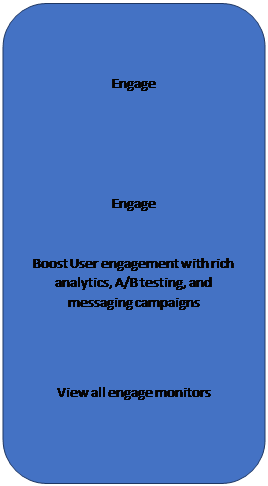 Engage
Engage
Boost User engagement with rich
analytics, A/B testing, and
messaging campaigns
View all engage monitors